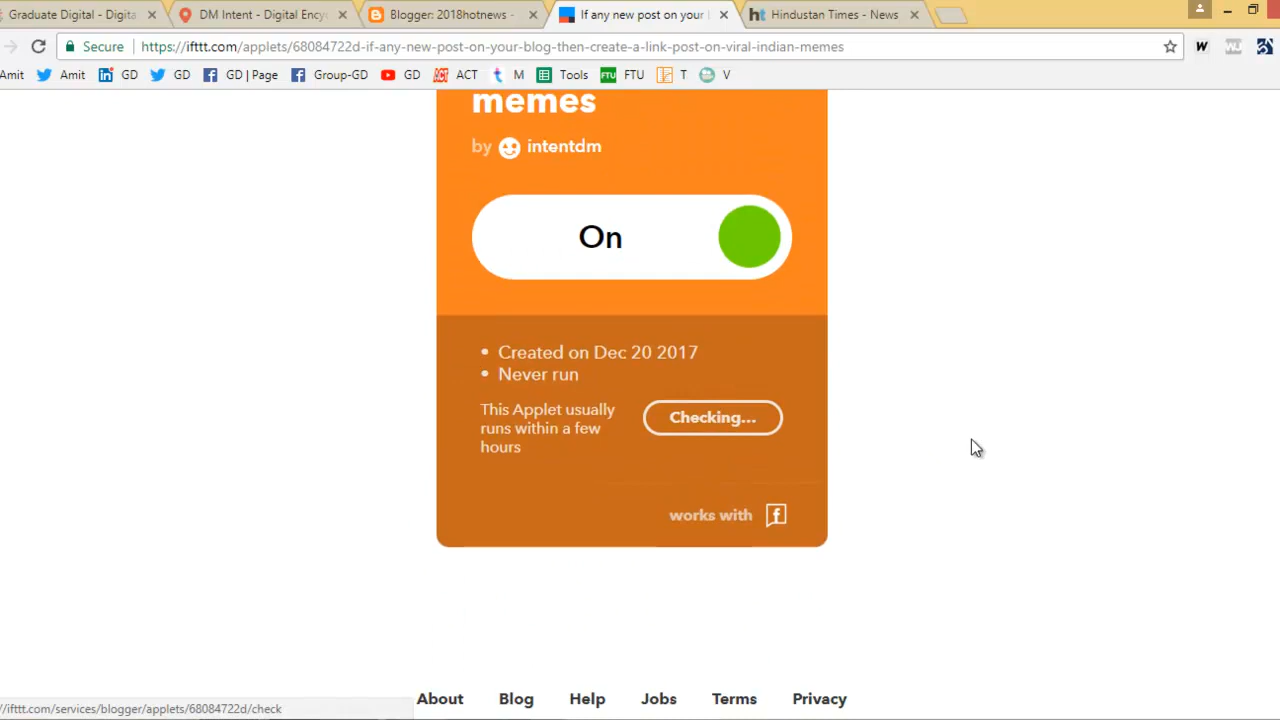 Graduate Digital - Digita
DM Intent - Digital Ency
Blogger: 2018hotnews -
If any new post on your b
ht Hindustan Times - News
Secure https://ifttt.com/applets/68084722d-if-any-new-post-on-your-blog-then-create-a-link-post-on-viral-indian-memes
Amit Amit GD GD GD | Page Group-GD GD ACT M Tools FTU T V
memes
by intentdm
On
• Created on Dec 20 2017
• Never run
This Applet usually
runs within a few
hours
Checking...
works with
About Blog Help Jobs Terms Privacy
//ifttt.com/services/blogger/applets/68084722d/check